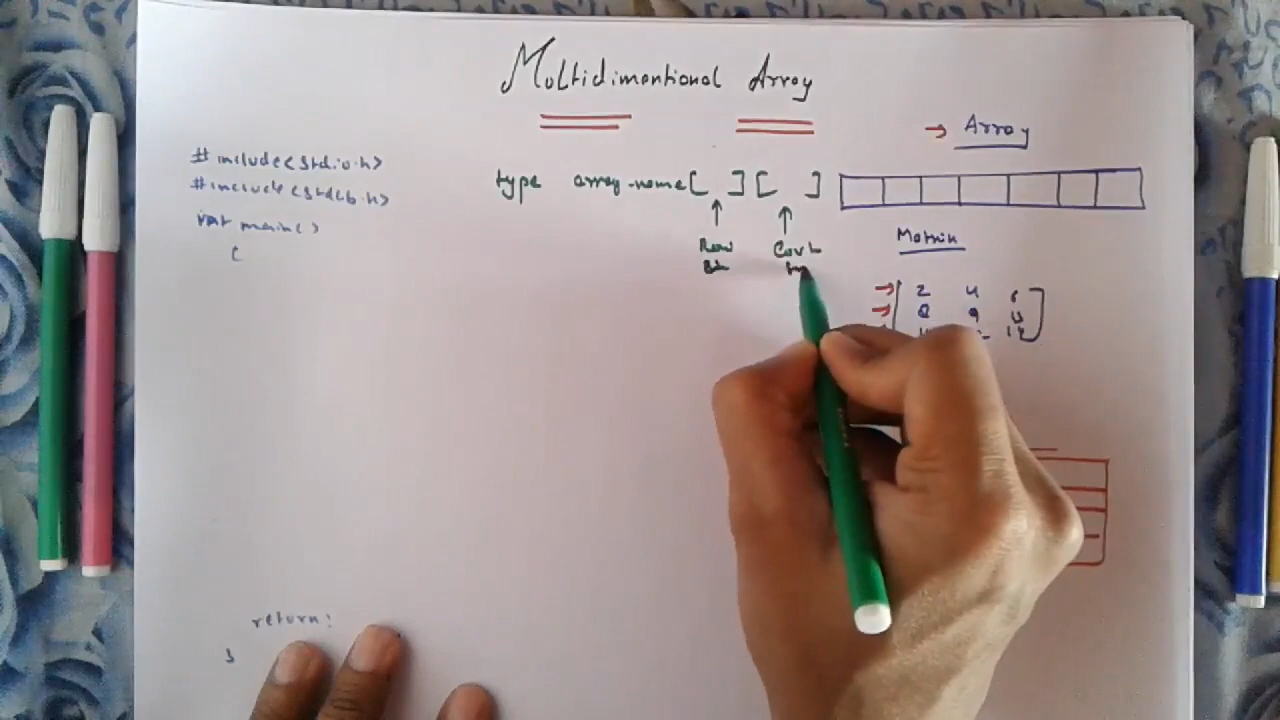 Multidimentional Array
→ Array
#include<stdio.h>
#include<stdlib.h>
int main()
{
type array-name[ ][ ]
Row
Matrix
2 4 6
8 9
return;
}